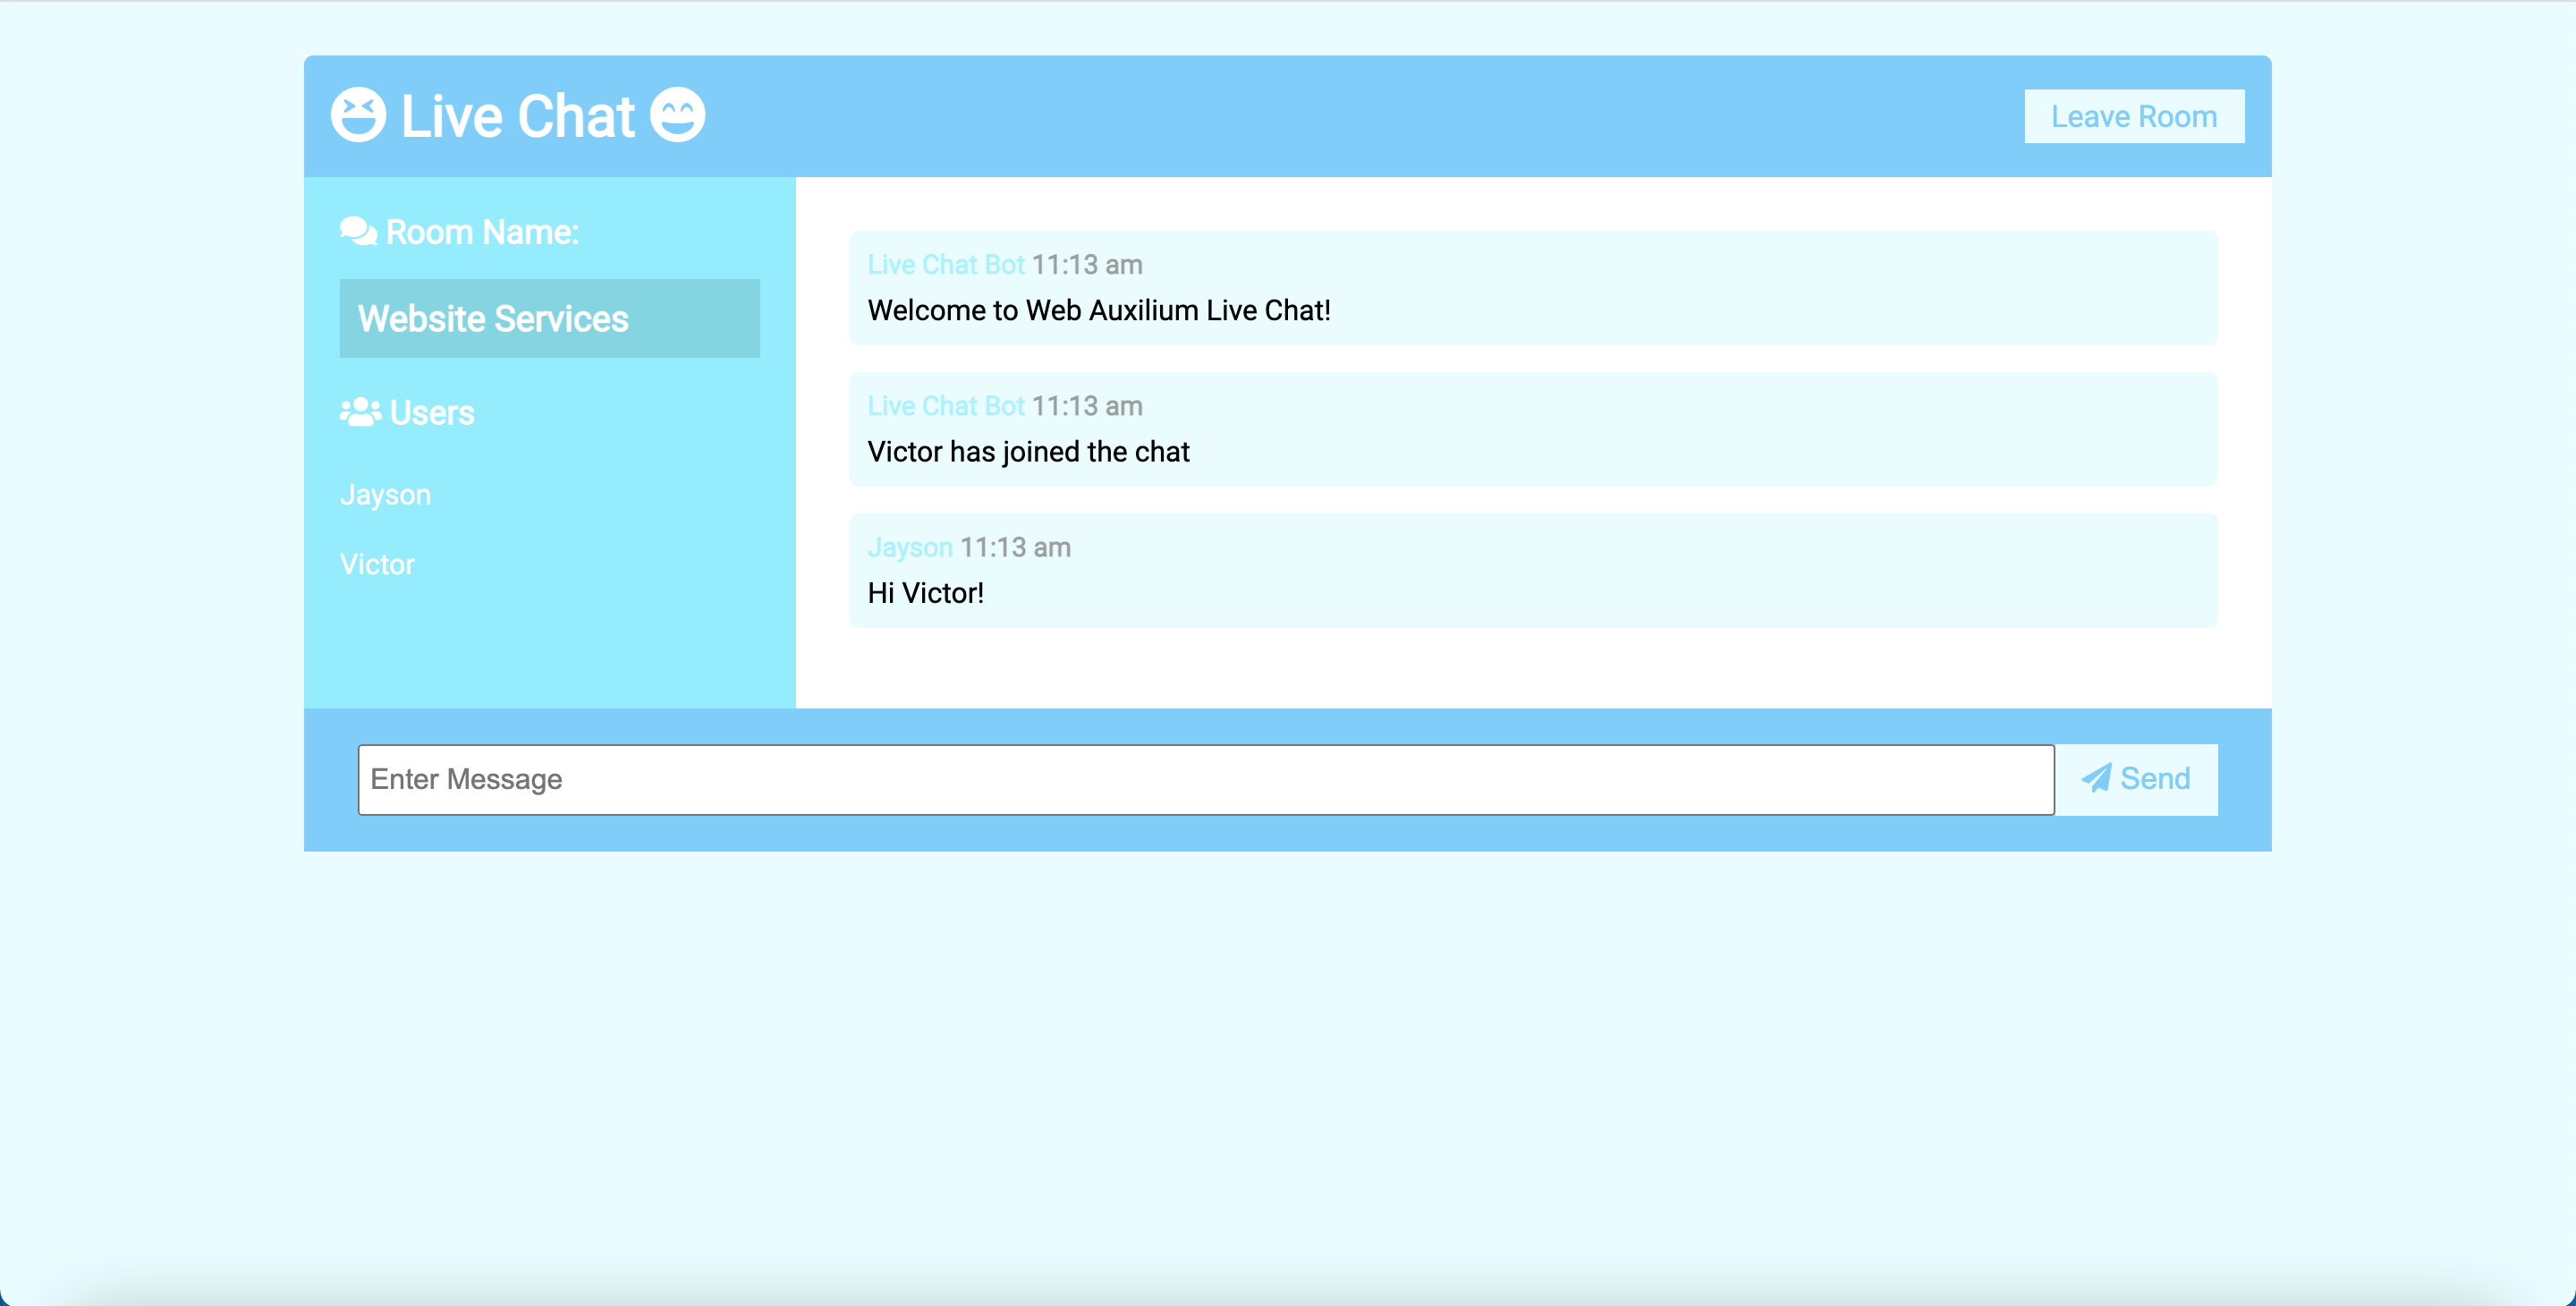 Live Chat
Leave Room
Room Name:
Website Services
Users
Jayson
Victor
Live Chat Bot 11:13 am
Welcome to Web Auxilium Live Chat!
Live Chat Bot 11:13 am
Victor has joined the chat
Jayson 11:13 am
Hi Victor!
Enter Message
Send